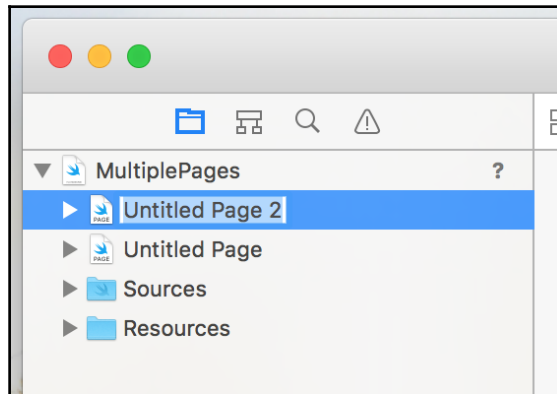 MultiplePages ?
PAGE Untitled Page 2
PAGE Untitled Page
Sources
Resources